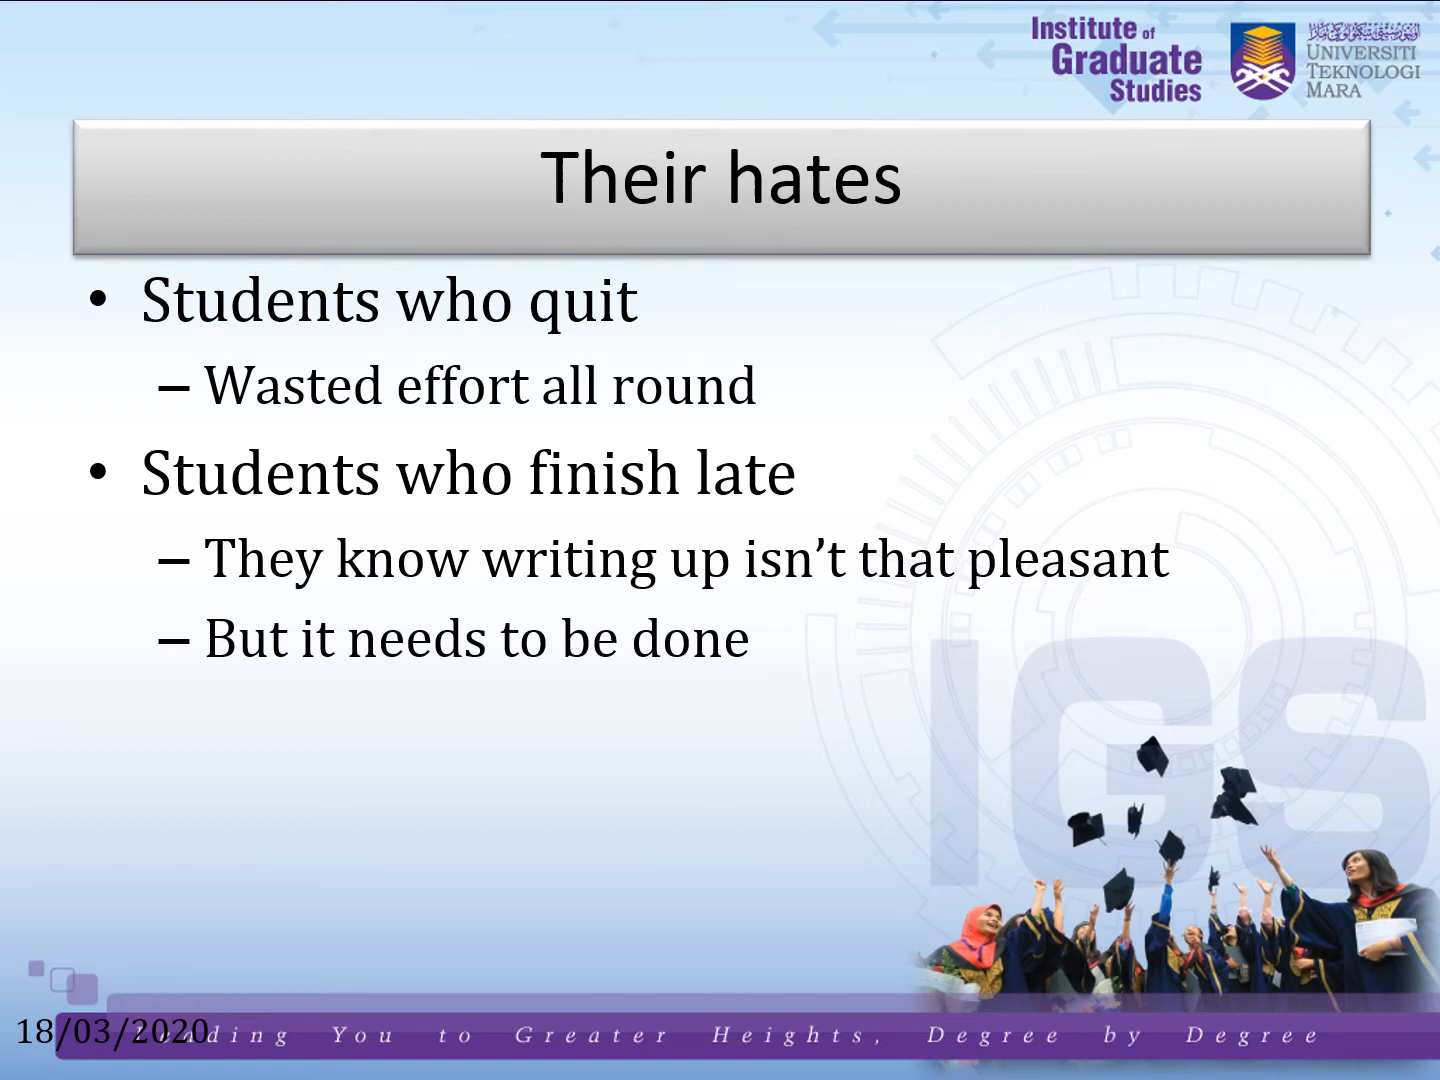 Institute of
Graduate
Studies
UNIVERSITI
TEKNOLOGI
MARA
Their hates
• Students who quit
– Wasted effort all round
• Students who finish late
– They know writing up isn’t that pleasant
– But it needs to be done
IGS
18/03/2020
Leading You to Greater Heights, Degree by Degree